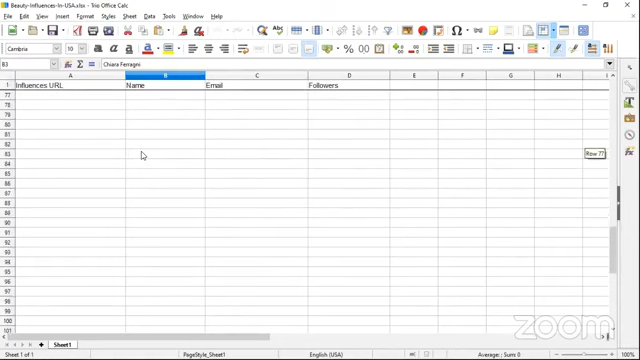 Beauty-Influences-In-USA.xlsx - Trio Office Calc
File Edit View Insert Format Styles Sheet Data Tools Window Help
Cambria 10
B3 Chiara Ferragni
A B C D E F G H I
1 Influences URL Name Email Followers
77
78
79
80
81
82
83
84
85
86
87
88
89
90
91
92
93
94
95
96
97
98
99
100
101
Row 77
zoom
Sheet1
Sheet 1 of 1 PageStyle_Sheet1 English (USA) Average: ; Sum: 0 100%